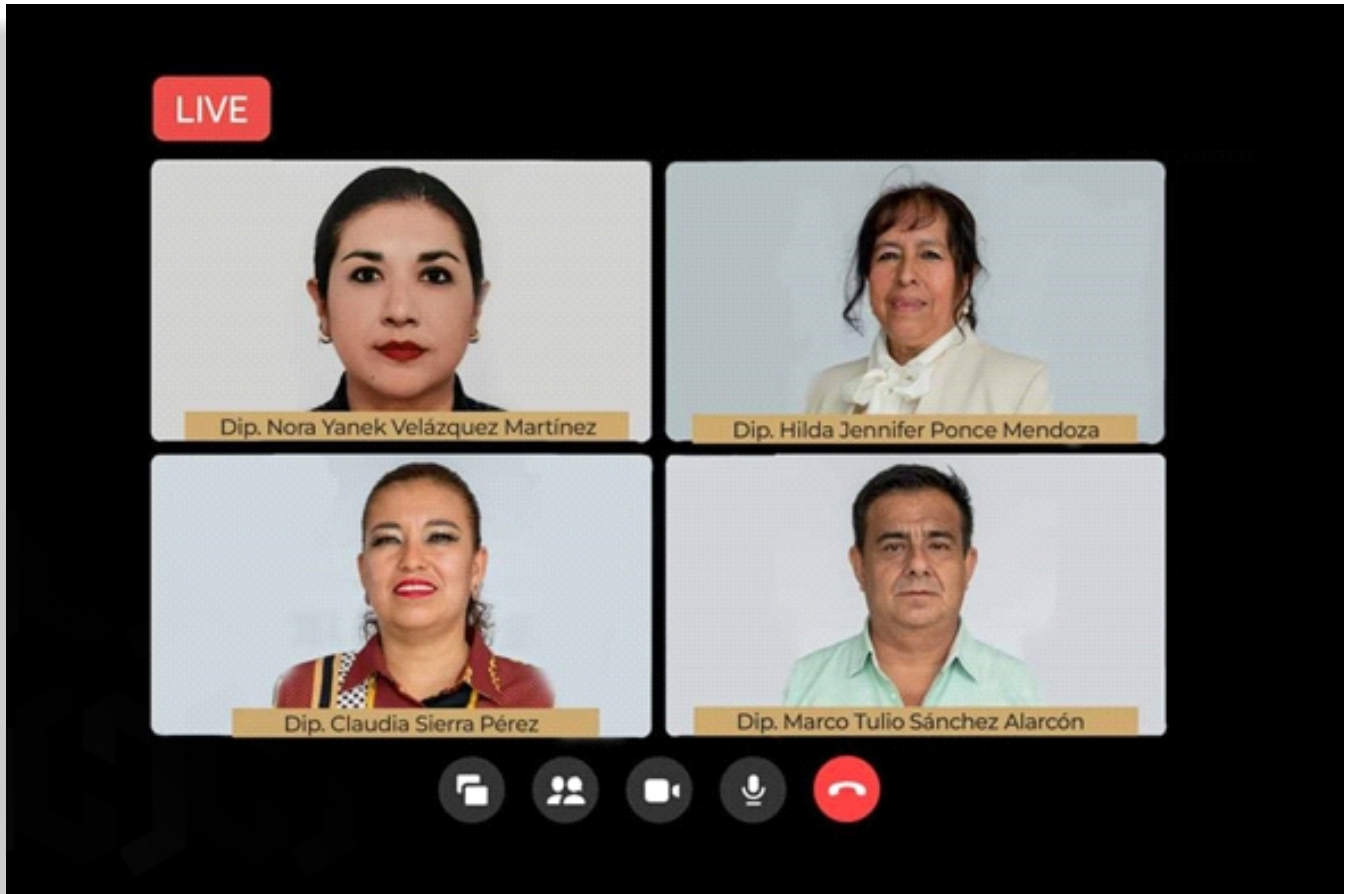 LIVE
Dip. Nora Yanek Velázquez Martínez
Dip. Hilda Jennifer Ponce Mendoza
Dip. Claudia Sierra Pérez
Dip. Marco Tulio Sánchez Alarcón